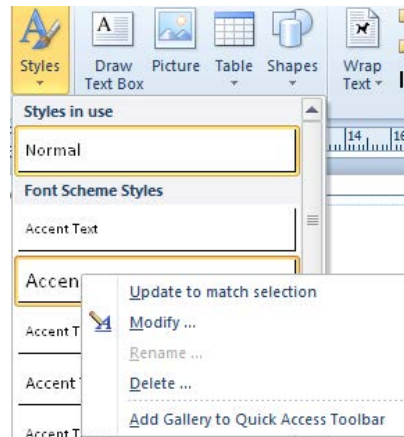 Styles Draw Text Box Picture Table Shapes Wrap Text
14 16
Styles in use
Normal
Font Scheme Styles
Accent Text
Accen
Update to match selection
Modify ...
Accent T
Rename ...
Accent
Delete ...
Add Gallery to Quick Access Toolbar
Accent T